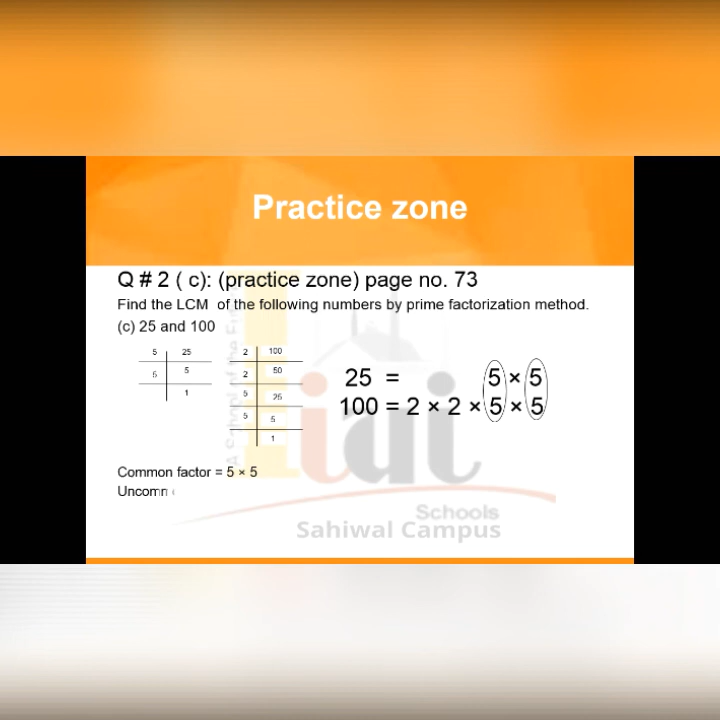 Practice zone
Q # 2 ( c): (practice zone) page no. 73
Find the LCM of the following numbers by prime factorization method.
(c) 25 and 100
5 25
5 5
1
2 100
2 50
5 25
5 5
1
25 = 5 × 5
100 = 2 × 2 × 5 × 5
Common factor = 5 × 5
Schools
Sahiwal Campus